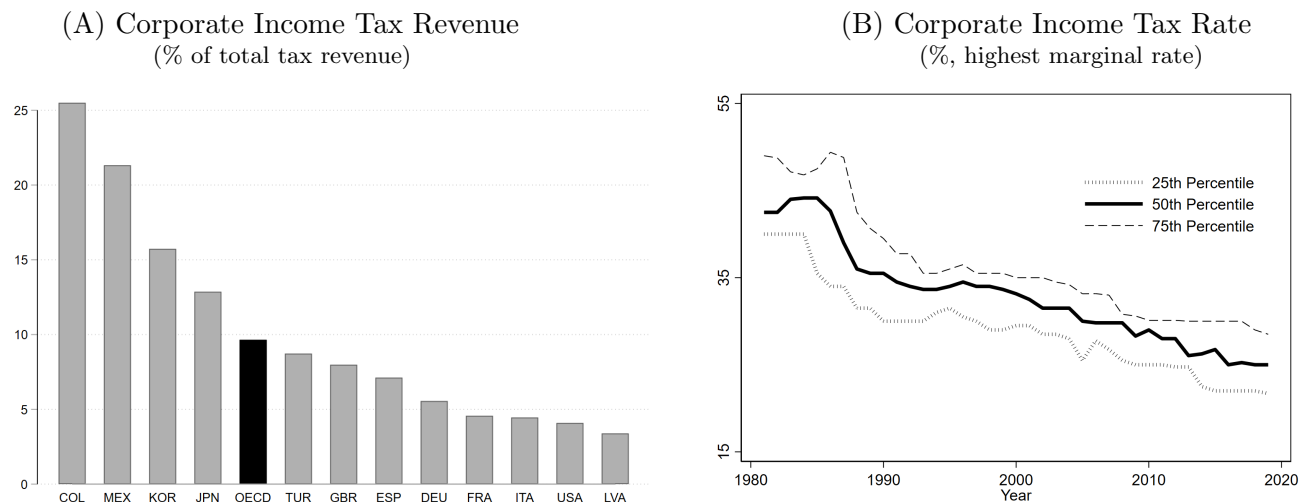 (A) Corporate Income Tax Revenue
(% of total tax revenue)
25
20
15
10
5
0
COL MEX KOR JPN OECD TUR GBR ESP DEU FRA ITA USA LVA
(B) Corporate Income Tax Rate
(%, highest marginal rate)
55
35
15
25th Percentile
50th Percentile
75th Percentile
1980 1990 2000 2010 2020
Year